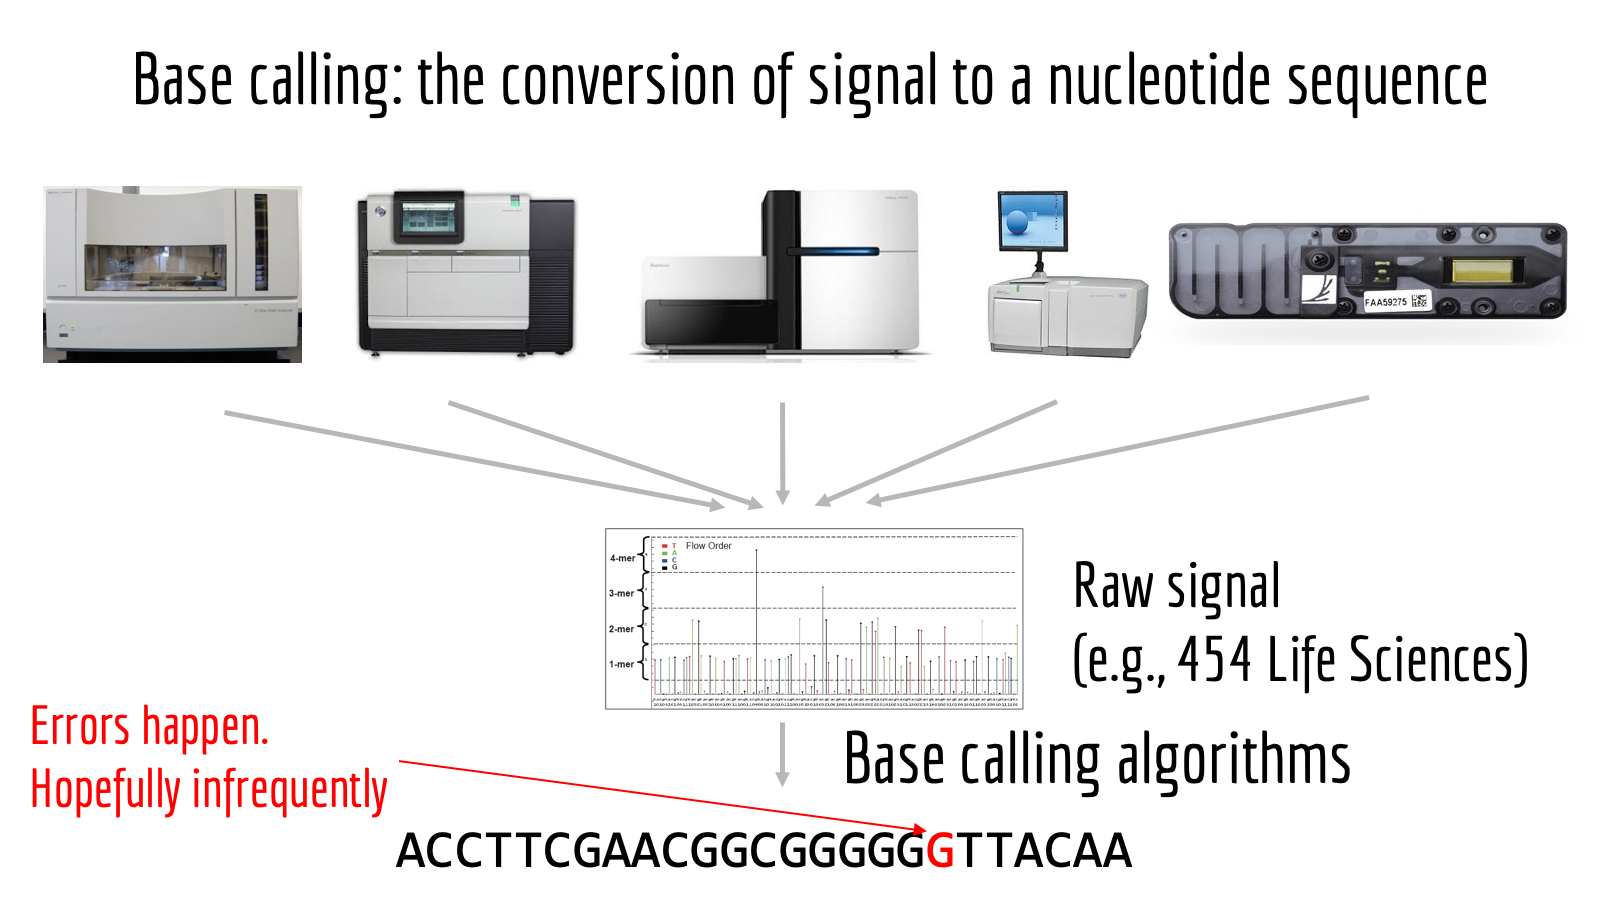 Base calling: the conversion of signal to a nucleotide sequence
FAA59275
T Flow Order
A
C
G
4-mer
3-mer
2-mer
1-mer
Raw signal
(e.g., 454 Life Sciences)
Errors happen.
Hopefully infrequently
Base calling algorithms
ACCTTCGAACGGCGGGGGGTTACAA